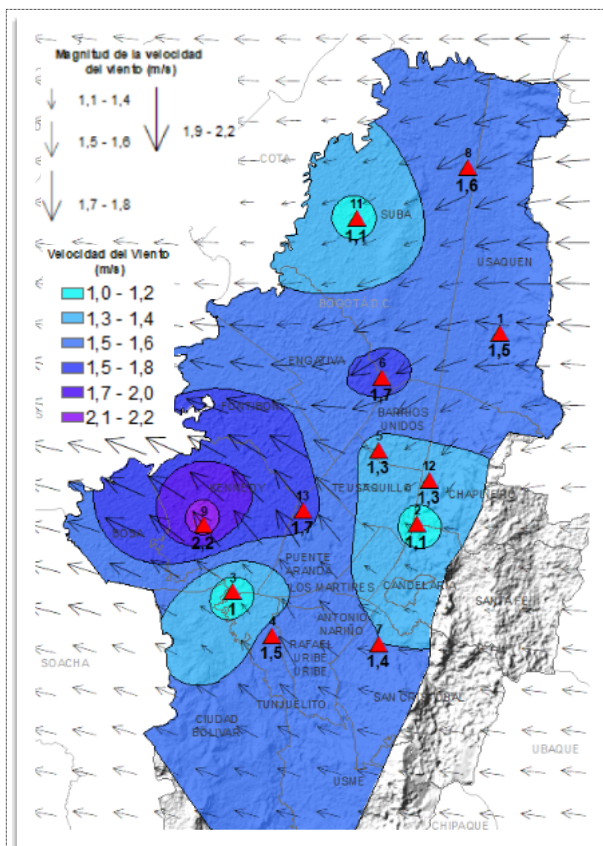 Magnitud de la velocidad
del viento (m/s)
1,1 - 1,4
1,5 - 1,6
1,9 - 2,2
1,7 - 1,8
Velocidad del Viento
(m/s)
1,0 - 1,2
1,3 - 1,4
1,5 - 1,6
1,5 - 1,8
1,7 - 2,0
2,1 - 2,2
COTA
8
1,6
11
SUBA
1,1
USAQUEN
BOGOTA D.C
1
1,5
ENGATIVA
6
1,7
BARRIOS
UNIDOS
5
1,3
12
1,3
TEUSAQUILLO
CHAPINERO
KENNEDY
9
2,2
BOSA
13
1,7
2
1,1
PUENTE
ARANDA
LOS MARTIRES
CANDELARIA
SANTA FE
3
1
ANTONIO
NARIÑO
4
1,5
RAFAEL
URIBE
URIBE
7
1,4
SOACHA
TUNJUELITO
SAN CRISTOBAL
CIUDAD
BOLIVAR
USME
UBAQUE
CHIPAQUE